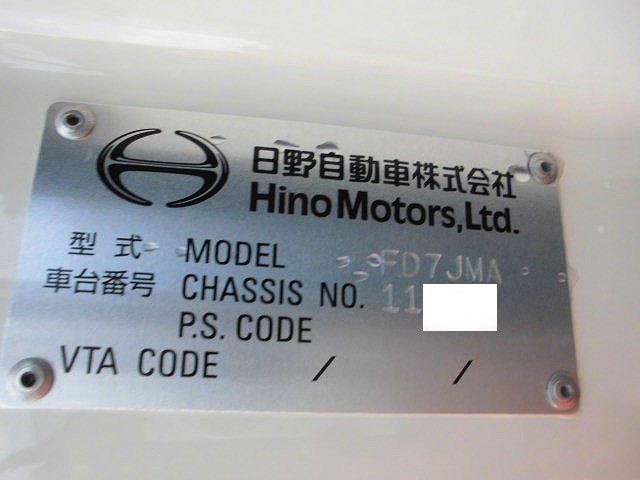 日野自動車株式会社
Hino Motors, Ltd.
型式 MODEL FD7JMA
車台番号 CHASSIS NO. 11
P.S. CODE
VTA CODE / /